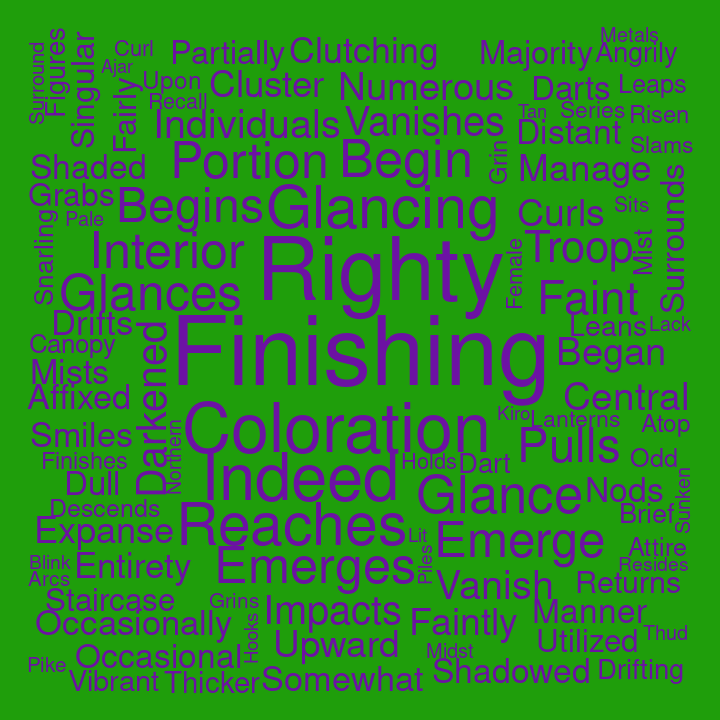 Metals
Curl
Partially
Clutching
Majority
Angrily
Surround
Figures
Singular
Ajar
Upon
Cluster
Numerous
Darts
Leaps
Fairly
Recall
Individuals
Vanishes
Tan
Series
Risen
Distant
Slams
Shaded
Portion
Begin
Grin
Manage
Grabs
Pale
Begins
Glancing
Curls
Sits
Surrounds
Snarling
Interior
Righty
Female
Troop
Mist
Glances
Faint
Drifts
Finishing
Leans
Lack
Canopy
Darkened
Began
Mists
Affixed
Central
Smiles
Coloration
Kiro
Lanterns
Atop
Northern
Finishes
Indeed
Holds
Dart
Pulls
Odd
Dull
Glance
Nods
Sunken
Descends
Reaches
Brief
Expanse
Lit
Emerge
Attire
Blink
Entirety
Emerges
Piles
Resides
Arcs
Vanish
Returns
Staircase
Grins
Impacts
Manner
Occasionally
Hooks
Faintly
Thud
Upward
Utilized
Pike
Occasional
Midst
Vibrant
Thicker
Somewhat
Shadowed
Drifting